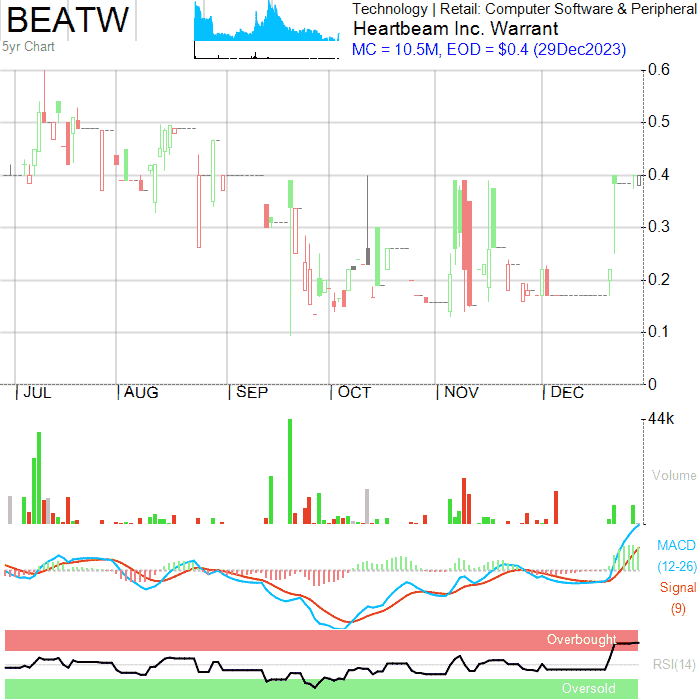 BEATW
5yr Chart
Technology | Retail: Computer Software & Peripheral
Heartbeam Inc. Warrant
MC = 10.5M, EOD = $0.4 (29Dec2023)
0.6
0.5
0.4
0.3
0.2
0.1
0
JUL AUG SEP OCT NOV DEC
44k
Volume
MACD
(12-26)
Signal
(9)
Overbought
RSI(14)
Oversold